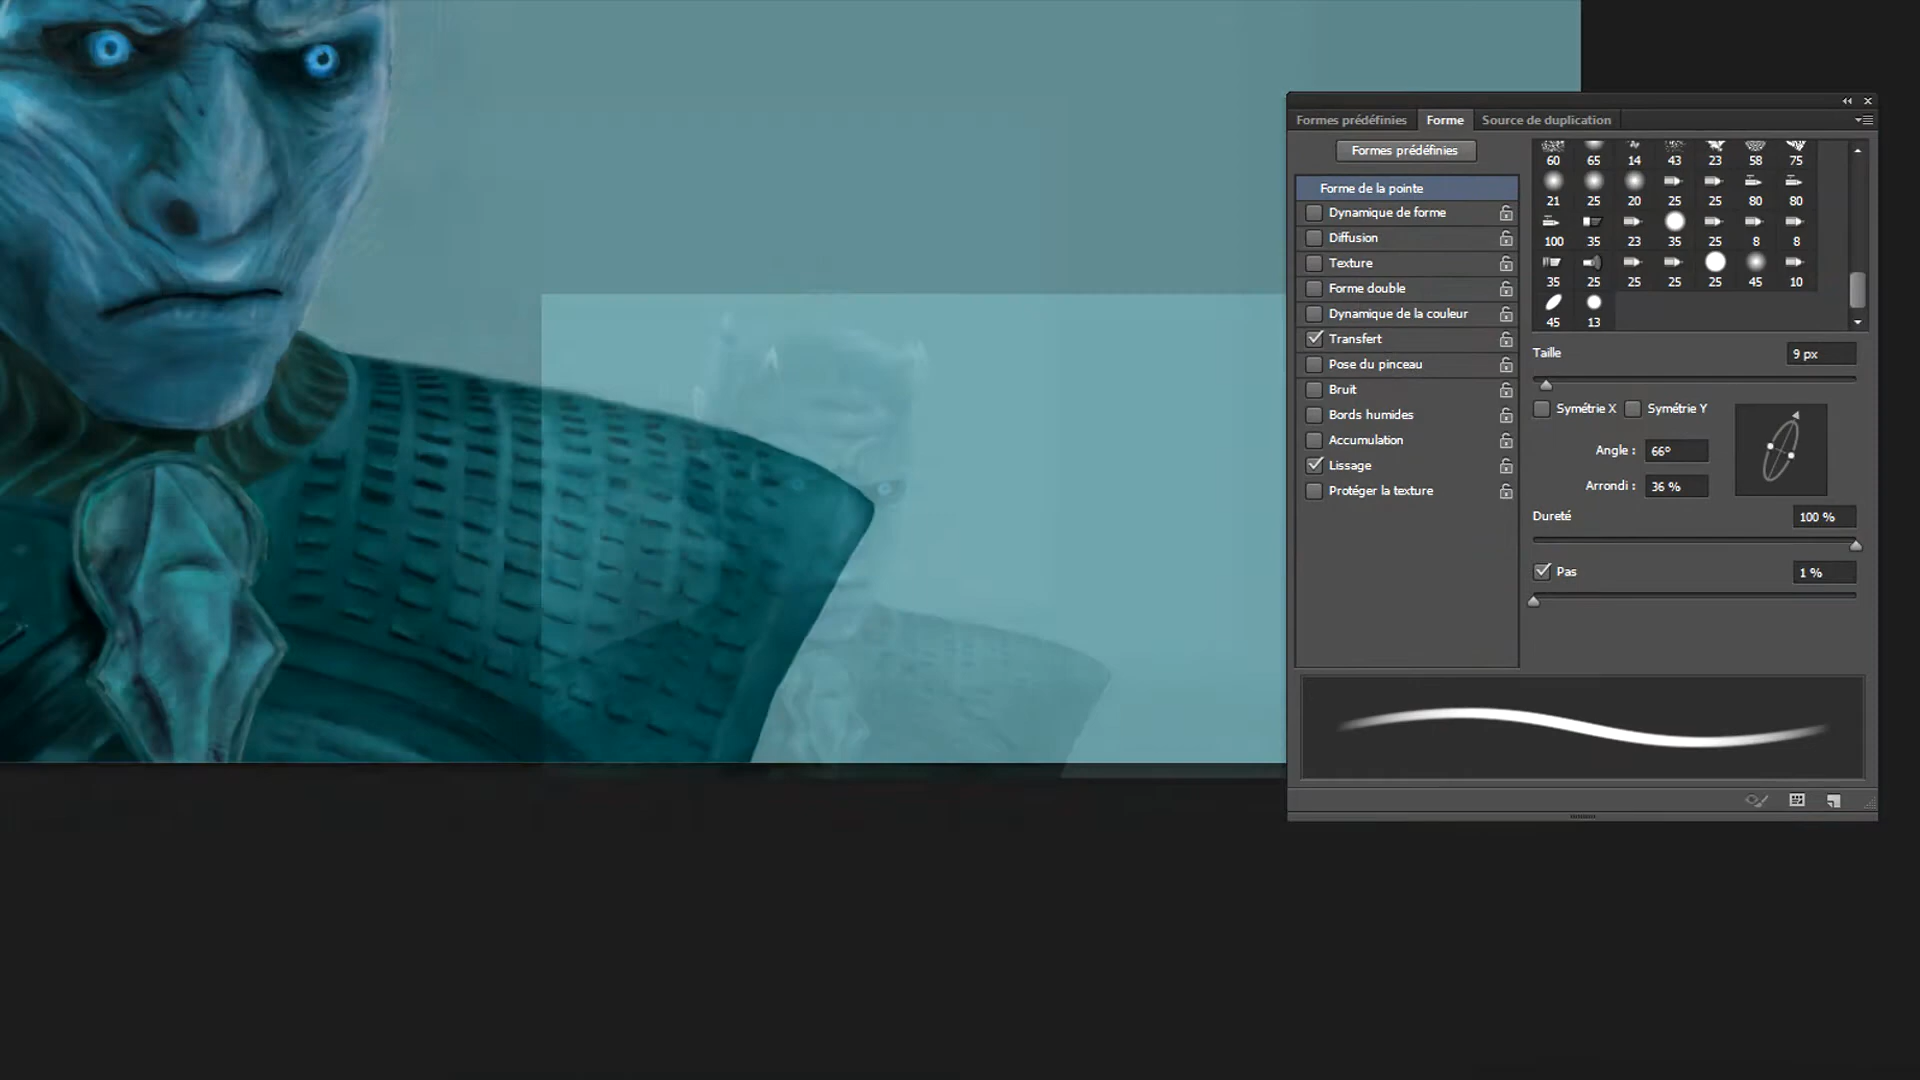 Formes prédéfinies Forme Source de duplication
Formes prédéfinies
Forme de la pointe
Dynamique de forme
Diffusion
Texture
Forme double
Dynamique de la couleur
Transfert
Pose du pinceau
Bruit
Bords humides
Accumulation
Lissage
Protéger la texture
60 65 14 43 23 58 75
21 25 20 25 25 80 80
100 35 23 35 25 8 8
35 25 25 25 25 45 10
45 13
Taille 9 px
Symétrie X Symétrie Y
Angle : 66°
Arrondi : 36 %
Dureté 100 %
Pas 1 %